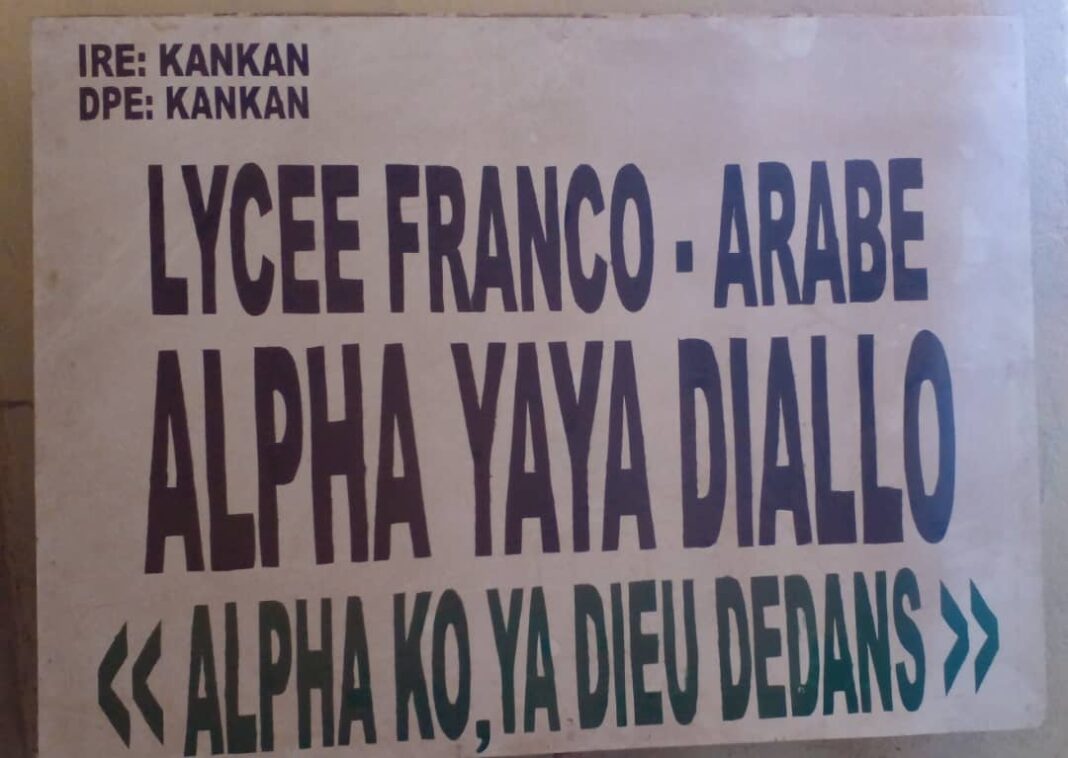 IRE: KANKAN
DPE: KANKAN
LYCEE FRANCO - ARABE
ALPHA YAYA DIALLO
<< ALPHA KO,YA DIEU DEDANS >>